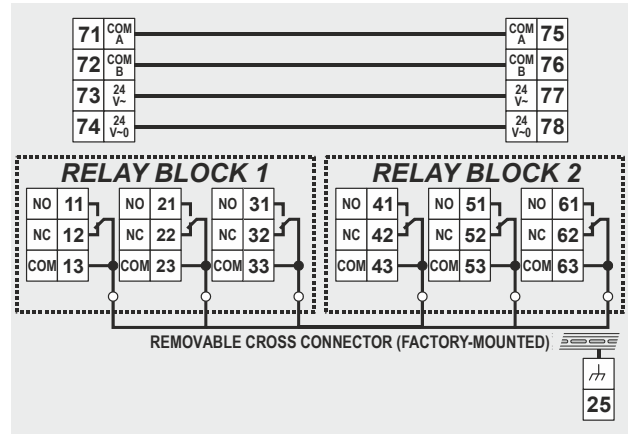 71 COM A COM A 75
72 COM B COM B 76
73 24 V~ 24 V~ 77
74 24 V~0 24 V~0 78
RELAY BLOCK 1 RELAY BLOCK 2
NO 11 NO 21 NO 31 NO 41 NO 51 NO 61
NC 12 NC 22 NC 32 NC 42 NC 52 NC 62
COM 13 COM 23 COM 33 COM 43 COM 53 COM 63
REMOVABLE CROSS CONNECTOR (FACTORY-MOUNTED)
25